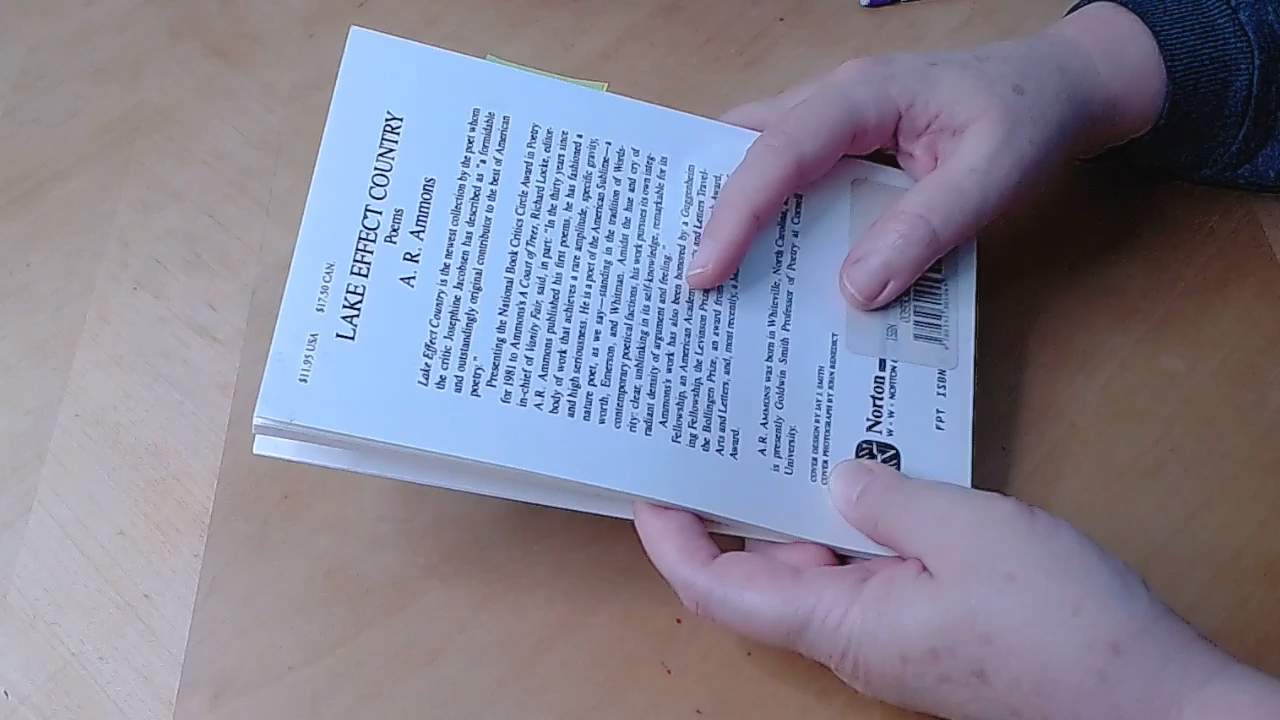 $11.95 USA $17.50 CAN.
LAKE EFFECT COUNTRY
Poems
A. R. Ammons
Lake Effect Country is the newest collection by the poet whom
the critic Josephine Jacobsen has described as "a formidable
and outstandingly original contributor to the best of American
poetry."
Presenting the National Book Critics Circle Award in Poetry
for 1981 to Ammons's A Coast of Trees, Richard Locke, editor-
in-chief of Vanity Fair, said, in part: "In the thirty years since
A.R. Ammons published his first poems, he has fashioned a
body of work that achieves a rare amplitude, specific gravity,
and high seriousness. He is a poet of the American Sublime—a
nature poet, as we say—standing in the tradition of Words-
worth, Emerson, and Whitman. Amidst the hue and cry of
contemporary poetical factions, his work pursues its own integ-
rity: clear, unblinking in its self-knowledge, remarkable for its
radiant density of argument and feeling."
Ammons's work has also been honored by a Guggenheim
Fellowship, an American Academy and Letters Travel-
ing Fellowship, the Levinson Prize Award,
the Bollingen Prize, an award from
Arts and Letters, and, most recently, a
Award.
A.R. AMMONS was born in Whiteville, North Carolina,
is presently Goldwin Smith Professor of Poetry at Cornell
University.
COVER DESIGN BY JAY J. SMITH
COVER PHOTOGRAPH BY JOHN BENEDICT
Norton
W · W · NORTON
FPT ISBN